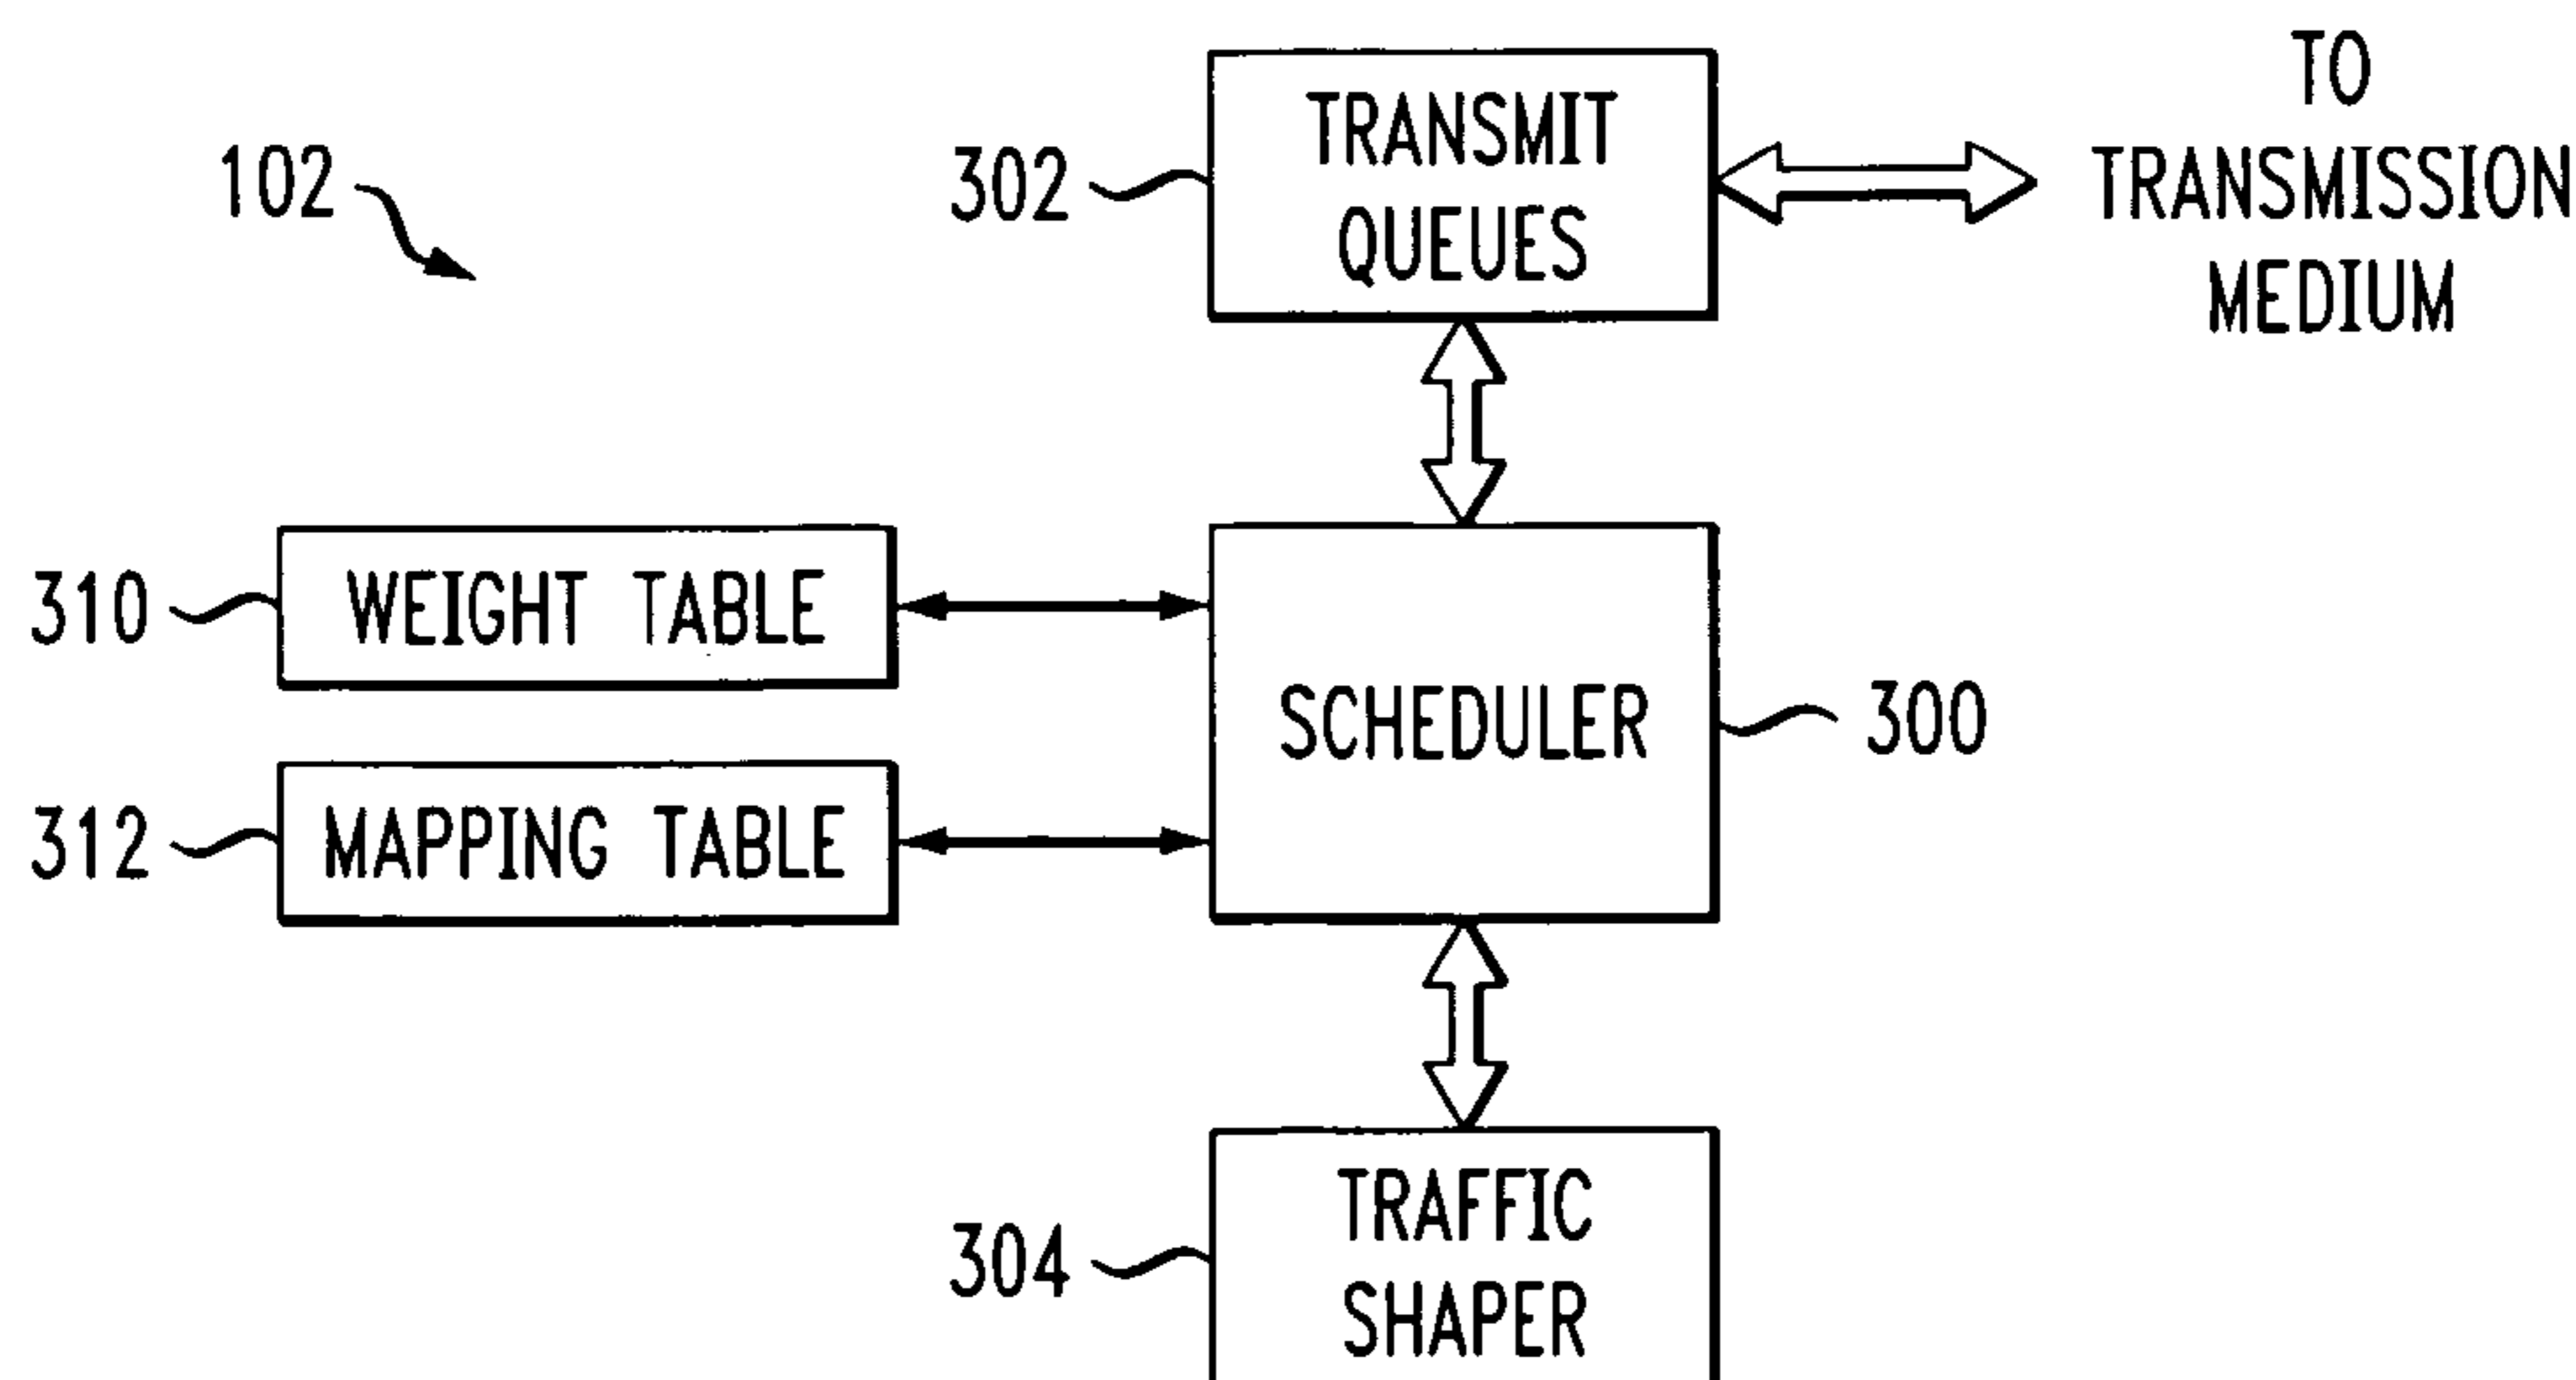 TO
TRANSMISSION
MEDIUM
102
302
TRANSMIT
QUEUES
310
WEIGHT TABLE
312
MAPPING TABLE
SCHEDULER
300
304
TRAFFIC
SHAPER